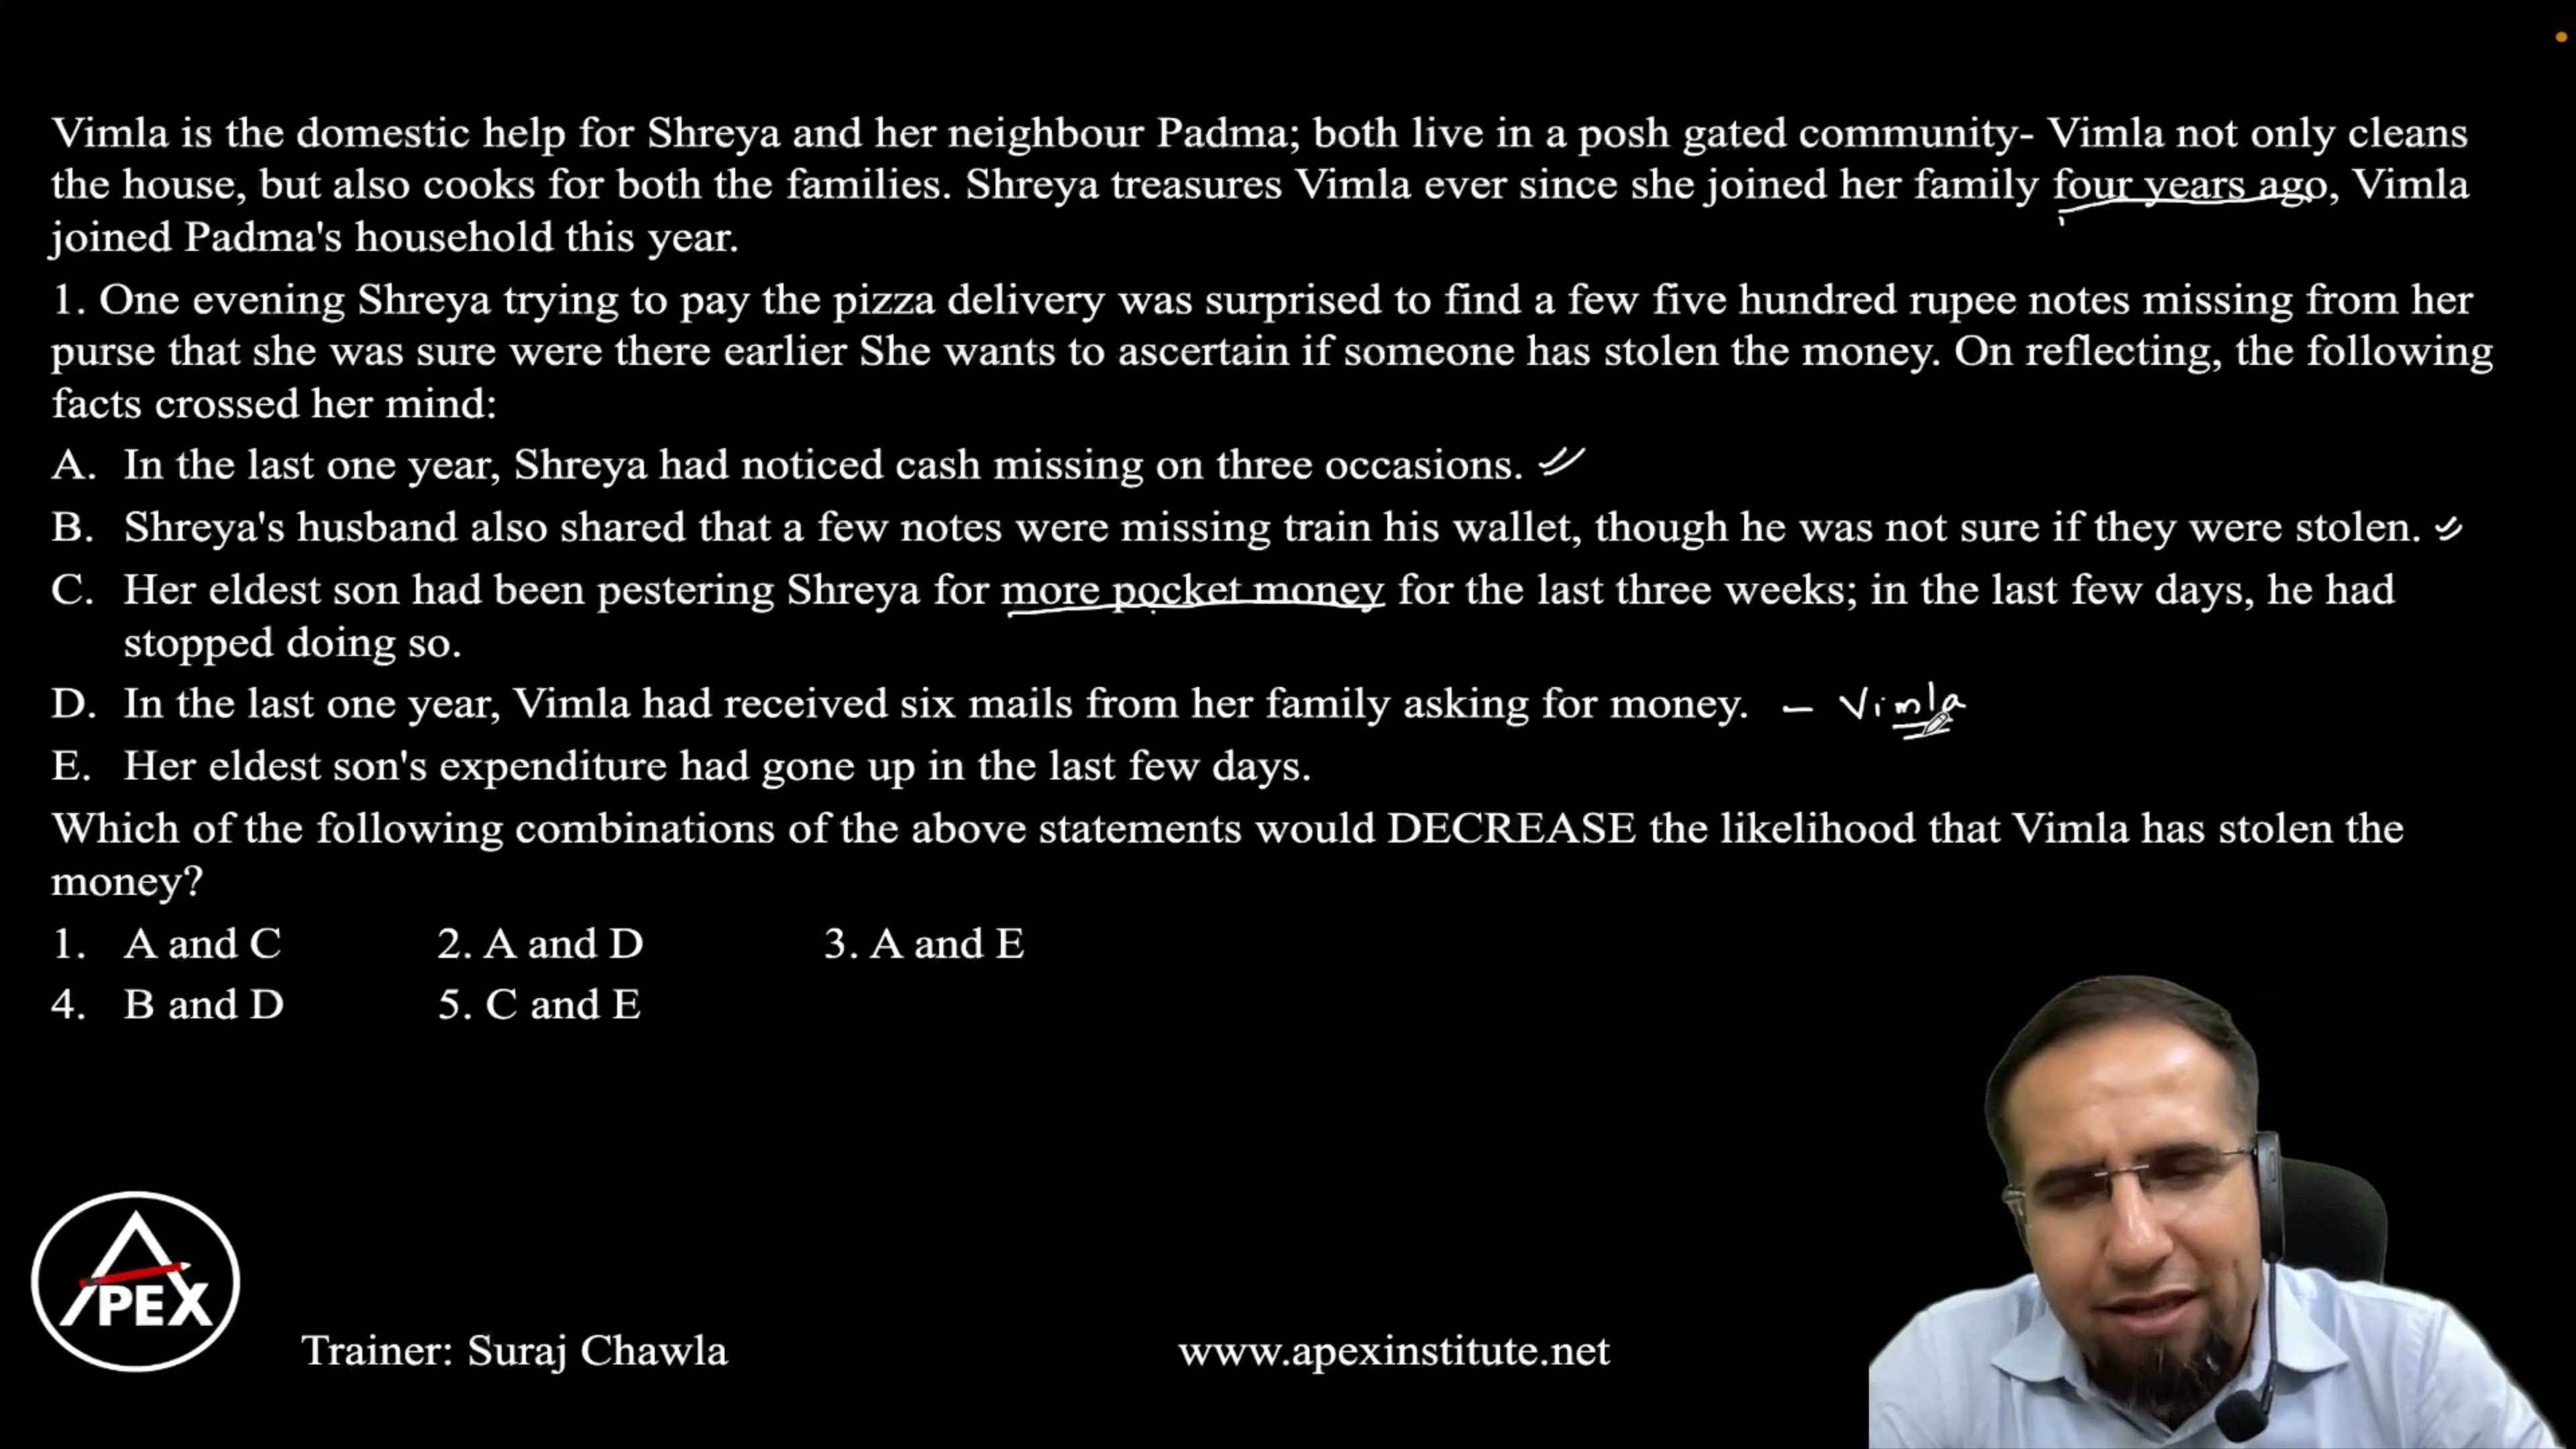 Vimla is the domestic help for Shreya and her neighbour Padma; both live in a posh gated community- Vimla not only cleans
the house, but also cooks for both the families. Shreya treasures Vimla ever since she joined her family four years ago, Vimla
joined Padma's household this year.
1. One evening Shreya trying to pay the pizza delivery was surprised to find a few five hundred rupee notes missing from her
purse that she was sure were there earlier She wants to ascertain if someone has stolen the money. On reflecting, the following
facts crossed her mind:
A. In the last one year, Shreya had noticed cash missing on three occasions.
B. Shreya's husband also shared that a few notes were missing train his wallet, though he was not sure if they were stolen.
C. Her eldest son had been pestering Shreya for more pocket money for the last three weeks; in the last few days, he had
stopped doing so.
D. In the last one year, Vimla had received six mails from her family asking for money. – Vimla
E. Her eldest son's expenditure had gone up in the last few days.
Which of the following combinations of the above statements would DECREASE the likelihood that Vimla has stolen the
money?
1. A and C 2. A and D 3. A and E
4. B and D 5. C and E
APEX
Trainer: Suraj Chawla www.apexinstitute.net